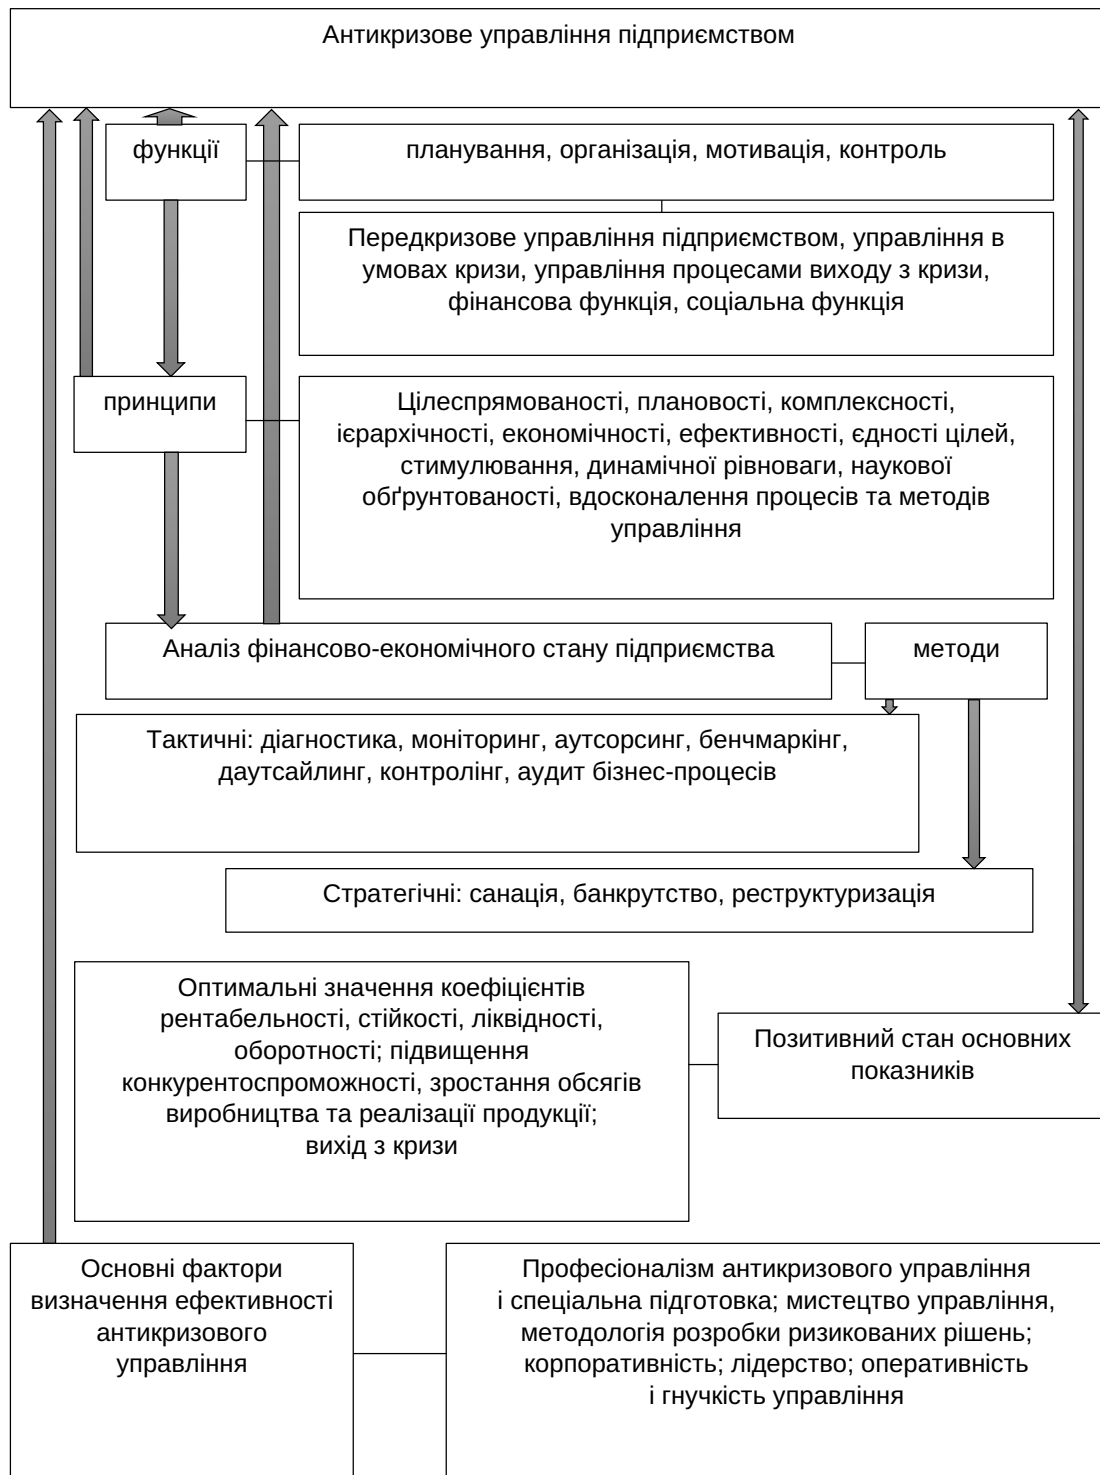 Антикризове управління підприємством
функції
планування, організація, мотивація, контроль
Передкризове управління підприємством, управління в
умовах кризи, управління процесами виходу з кризи,
фінансова функція, соціальна функція
принципи
Цілеспрямованості, плановості, комплексності,
ієрархічності, економічності, ефективності, єдності цілей,
стимулювання, динамічної рівноваги, наукової
обґрунтованості, вдосконалення процесів та методів
управління
Аналіз фінансово-економічного стану підприємства
методи
Тактичні: діагностика, моніторинг, аутсорсинг, бенчмаркінг,
даутсайлинг, контролінг, аудит бізнес-процесів
Стратегічні: санація, банкрутство, реструктуризація
Оптимальні значення коефіцієнтів
рентабельності, стійкості, ліквідності,
оборотності; підвищення
конкурентоспроможності, зростання обсягів
виробництва та реалізації продукції;
вихід з кризи
Позитивний стан основних
показників
Основні фактори
визначення ефективності
антикризового
управління
Професіоналізм антикризового управління
і спеціальна підготовка; мистецтво управління,
методологія розробки ризикованих рішень;
корпоративність; лідерство; оперативність
і гнучкість управління